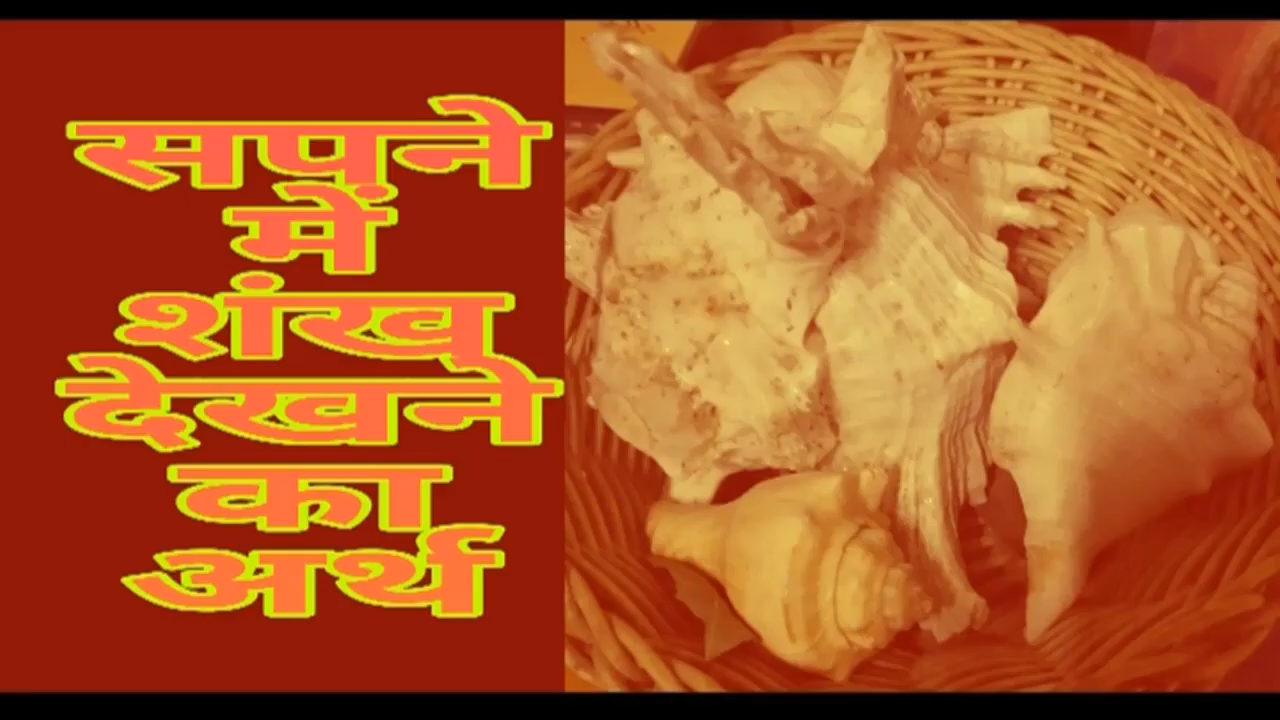 सपने
में
शंख
देखने
का
अर्थ